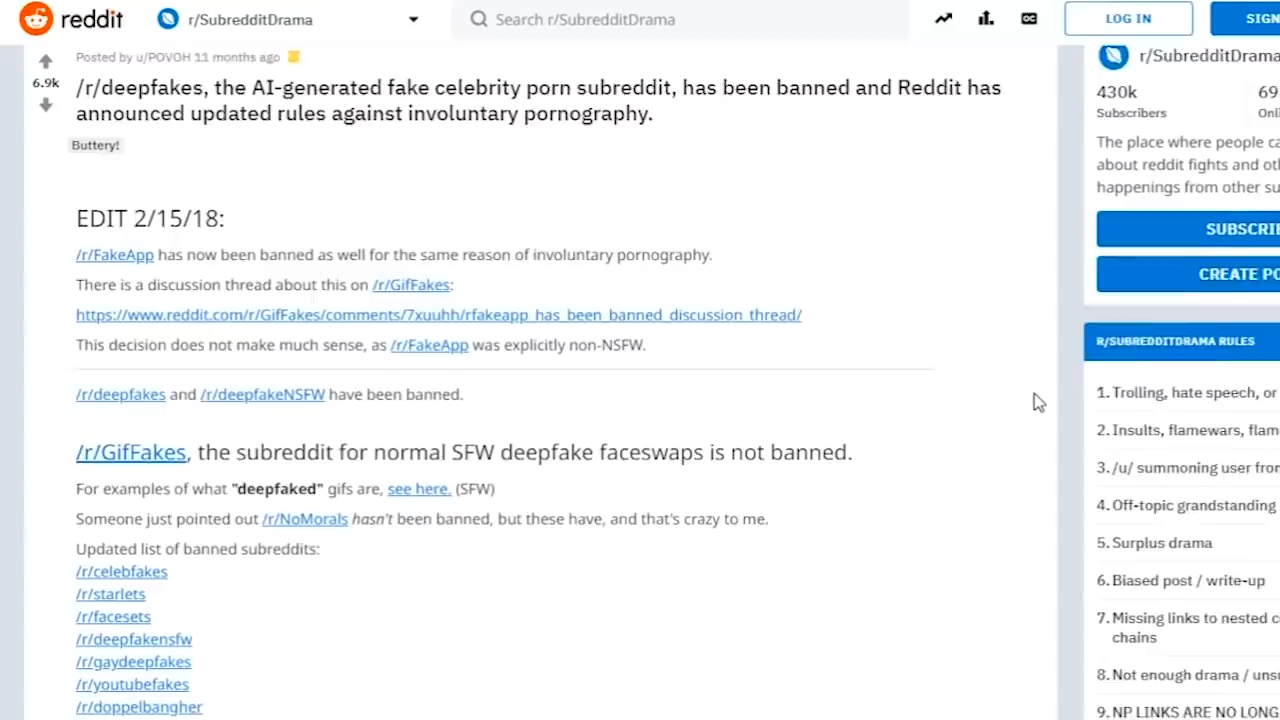 reddit r/SubredditDrama Search r/SubredditDrama LOG IN
Posted by u/POVOH 11 months ago
6.9k
/r/deepfakes, the AI-generated fake celebrity porn subreddit, has been banned and Reddit has
announced updated rules against involuntary pornography.
Buttery!
EDIT 2/15/18:
/r/FakeApp has now been banned as well for the same reason of involuntary pornography.
There is a discussion thread about this on /r/GifFakes:
https://www.reddit.com/r/GifFakes/comments/7xuuhh/rfakeapp_has_been_banned_discussion_thread/
This decision does not make much sense, as /r/FakeApp was explicitly non-NSFW.
/r/deepfakes and /r/deepfakeNSFW have been banned.
/r/GifFakes, the subreddit for normal SFW deepfake faceswaps is not banned.
For examples of what "deepfaked" gifs are, see here. (SFW)
Someone just pointed out /r/NoMorals hasn't been banned, but these have, and that's crazy to me.
Updated list of banned subreddits:
/r/celebfakes
/r/starlets
/r/facesets
/r/deepfakensfw
/r/gaydeepfakes
/r/youtubefakes
/r/doppelbangher
r/SubredditDrama
430k
Subscribers
The place where people
about reddit fights and
happenings from other
CREATE
R/SUBREDDITDRAMA RULES
1. Trolling, hate speech, or
2. Insults, flamewars,
3. /u/ summoning user
4. Off-topic grandstanding
5. Surplus drama
6. Biased post / write-up
7. Missing links to nested
chains
8. Not enough drama /
9. NP LINKS ARE NO LONG